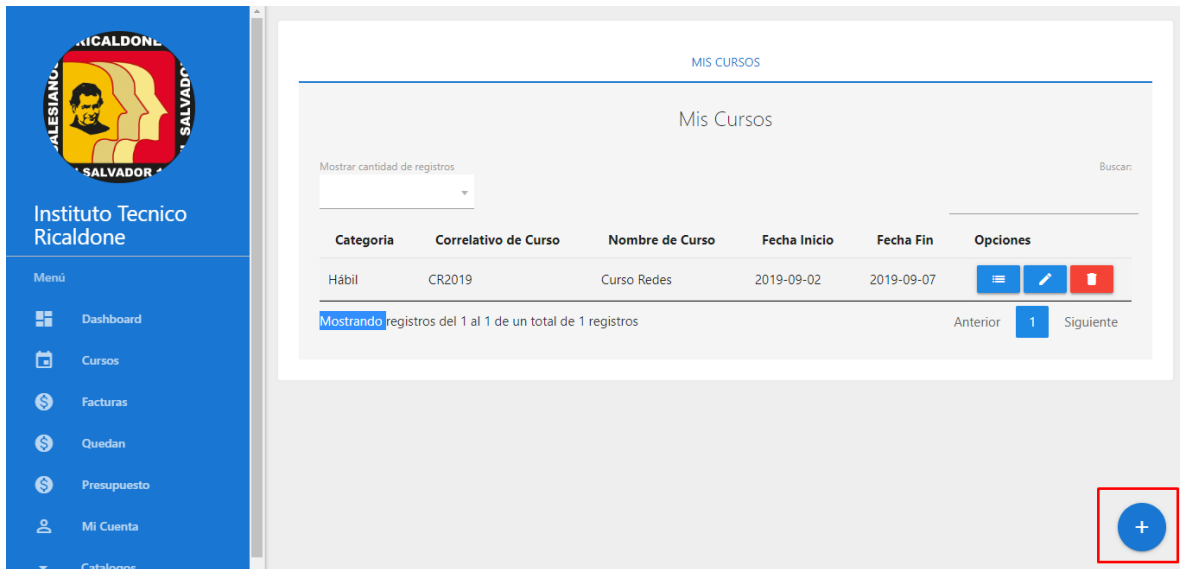 RICALDONE
SALESIANOS
SALVADOR
SALVADOR
Instituto Tecnico
Ricaldone
Menú
Dashboard
Cursos
Facturas
Quedan
Presupuesto
Mi Cuenta
Catalogos
MIS CURSOS
Mis Cursos
Mostrar cantidad de registros
Buscar:
Categoria Correlativo de Curso Nombre de Curso Fecha Inicio Fecha Fin Opciones
Hábil CR2019 Curso Redes 2019-09-02 2019-09-07
Mostrando registros del 1 al 1 de un total de 1 registros
Anterior 1 Siguiente
+